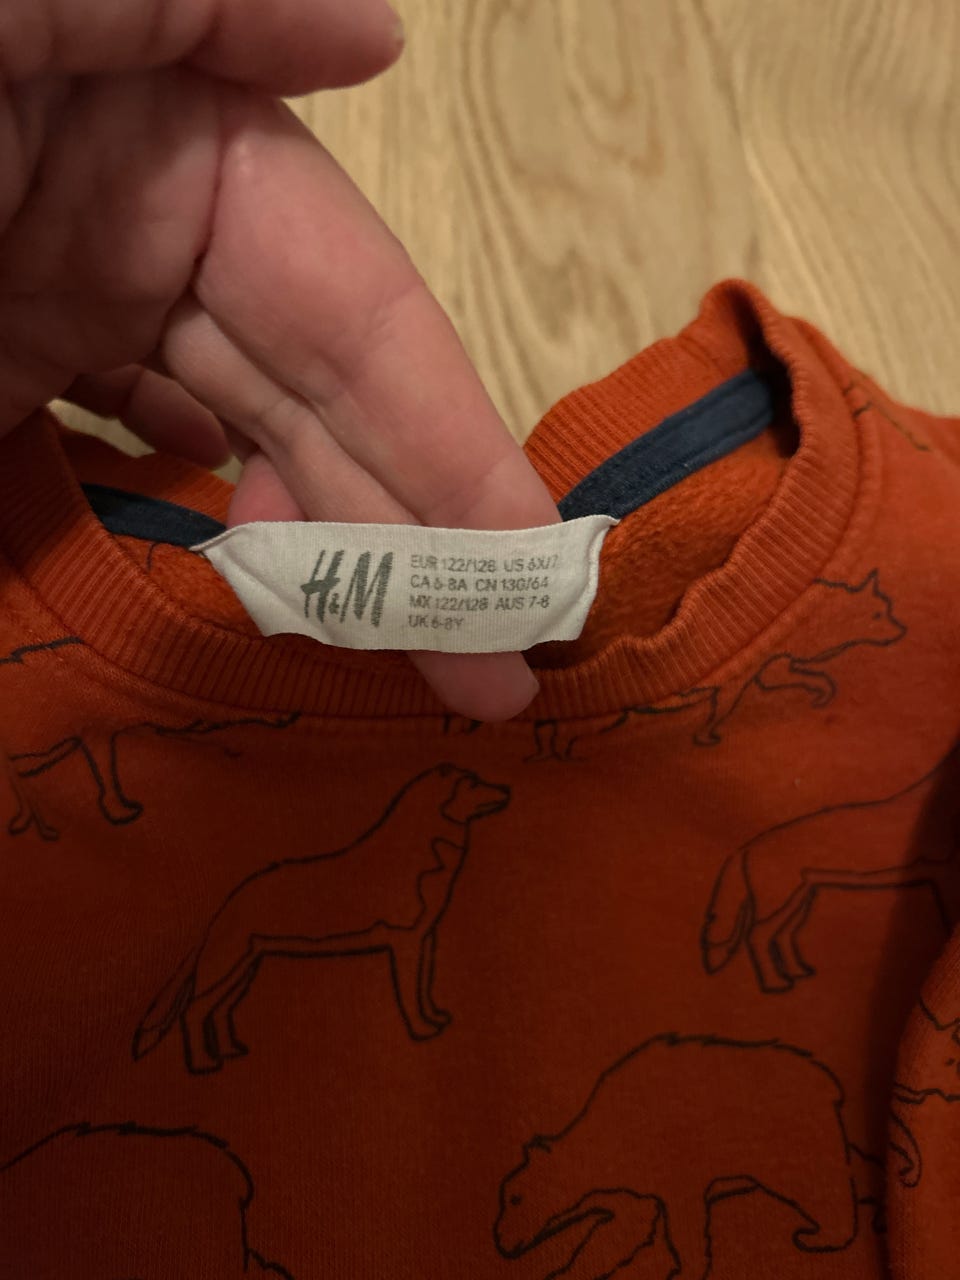 H&M
EUR 122/128 US 6X/7
CA 6-8A CN 130/64
MX 122/128 AUS 7-8
UK 6-8Y